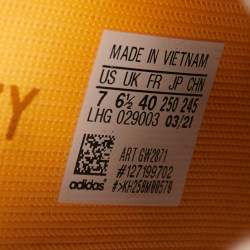 MADE IN VIETNAM
US UK FR JP CHN
7 6½ 40 250 245
LHG 029003 03/21
ART GW2871
#127199702
adidas #KH25BM00578